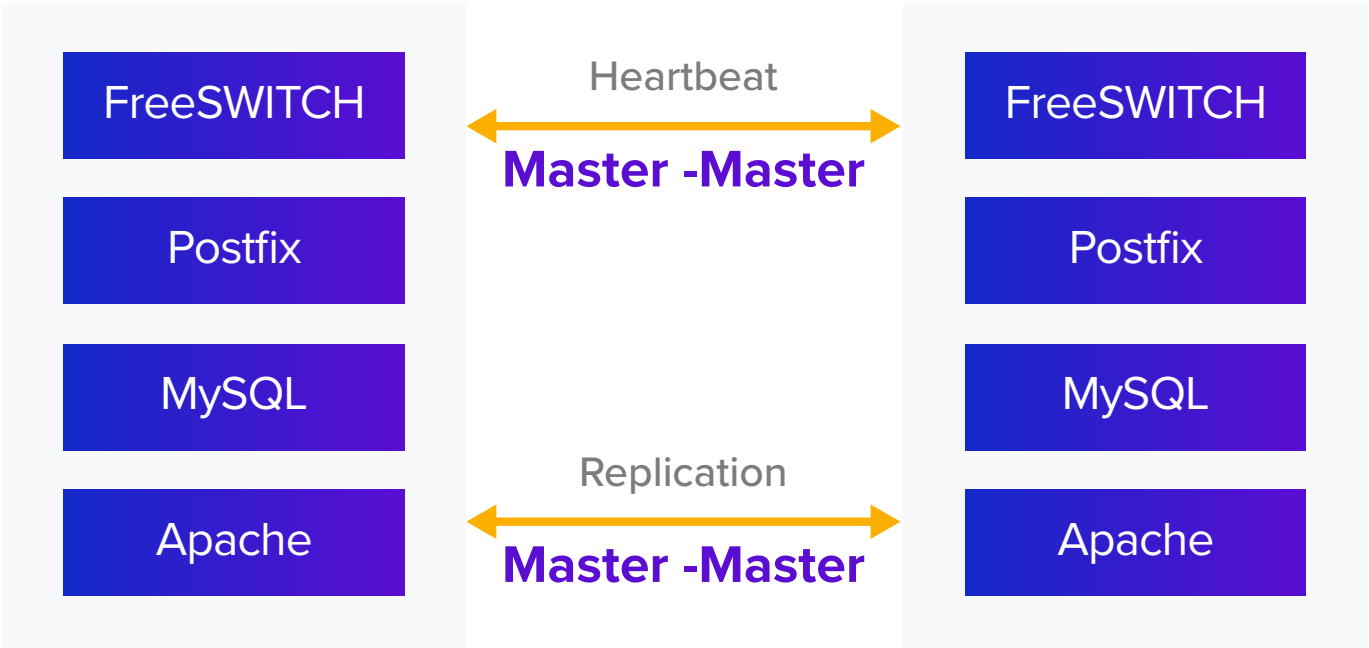 FreeSWITCH
Postfix
MySQL
Apache
Heartbeat
Master -Master
Replication
Master -Master
FreeSWITCH
Postfix
MySQL
Apache